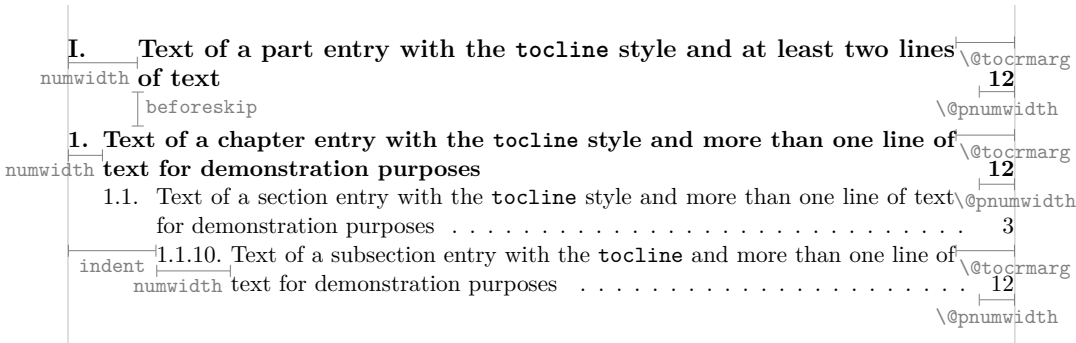 I. Text of a part entry with the tocline style and at least two lines \@tocrmarg
numwidth of text 12
beforeskip \@pnumwidth
1. Text of a chapter entry with the tocline style and more than one line of \@tocrmarg
numwidth text for demonstration purposes 12
1.1. Text of a section entry with the tocline style and more than one line of text \@pnumwidth
for demonstration purposes . . . . . . . . . . . . . . . . . . . . . . . . . . . . . 3
1.1.10. Text of a subsection entry with the tocline and more than one line of \@tocrmarg
indent
numwidth text for demonstration purposes . . . . . . . . . . . . . . . . . . . . . . 12
\@pnumwidth